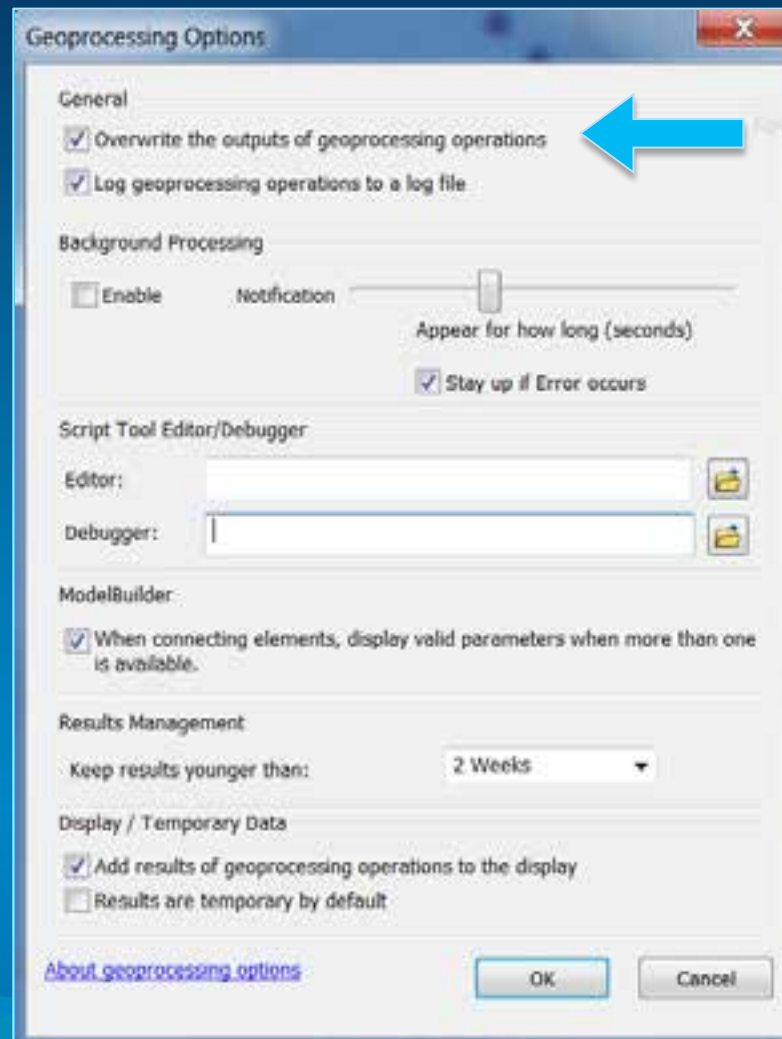 Geoprocessing Options
General
Overwrite the outputs of geoprocessing operations
Log geoprocessing operations to a log file
Background Processing
Enable Notification
Appear for how long (seconds)
Stay up if Error occurs
Script Tool Editor/Debugger
Editor:
Debugger:
ModelBuilder
When connecting elements, display valid parameters when more than one
is available.
Results Management
Keep results younger than: 2 Weeks
Display / Temporary Data
Add results of geoprocessing operations to the display
Results are temporary by default
About geoprocessing options OK Cancel